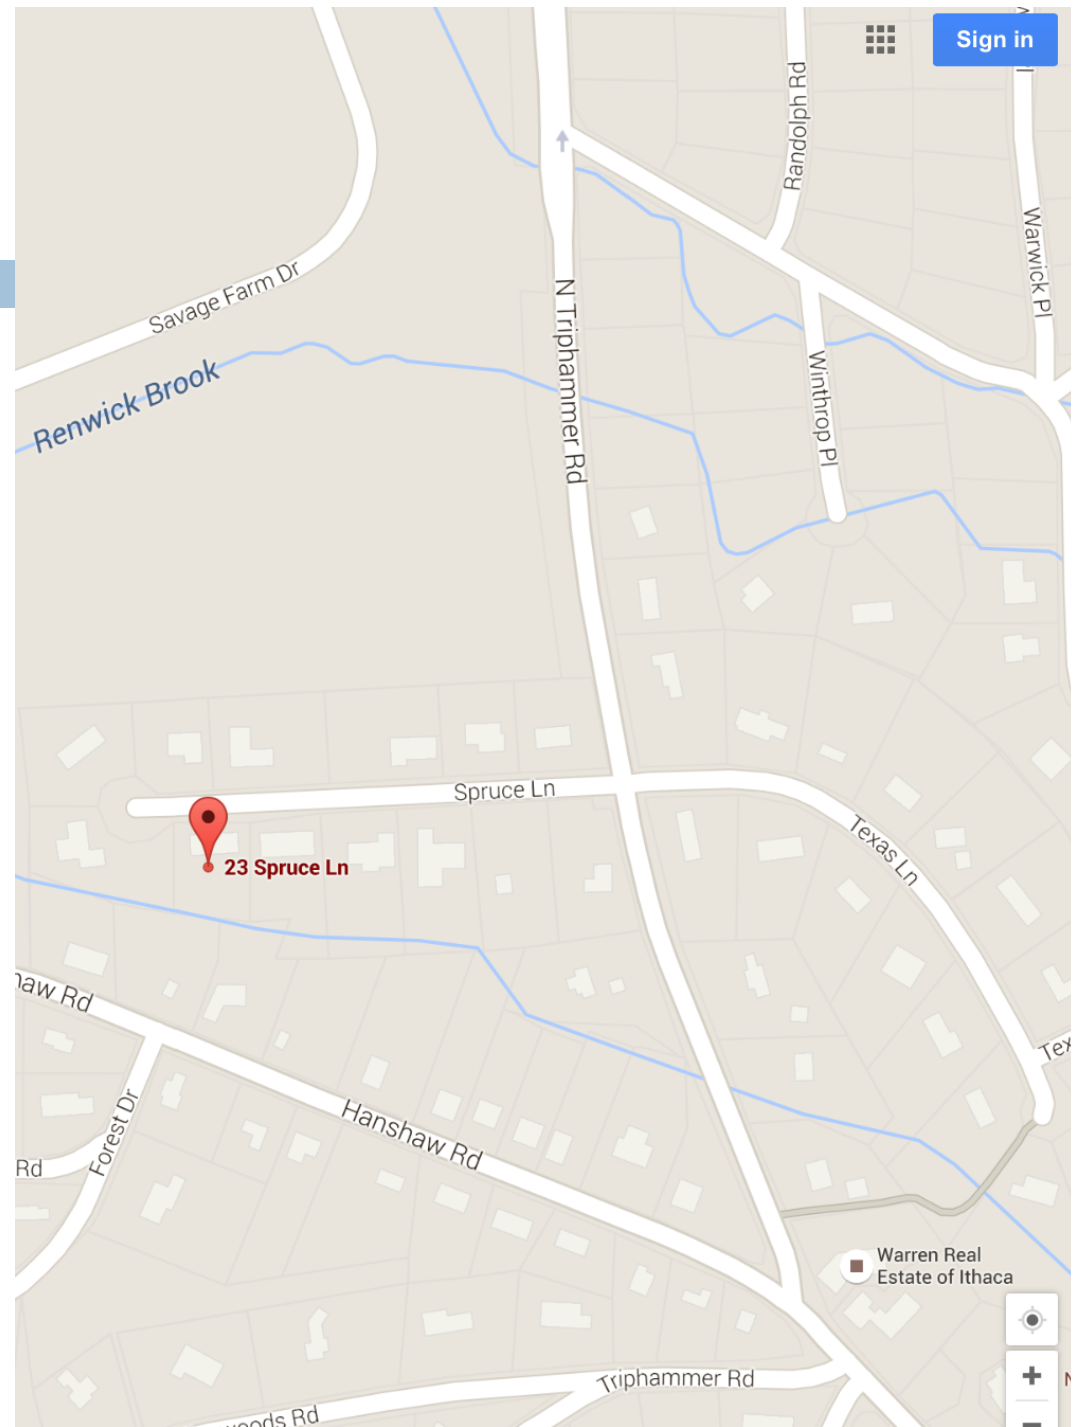 Sign in
Randolph Rd
Warwick Pl
Savage Farm Dr
N Triphammer Rd
Renwick Brook
Winthrop Pl
Spruce Ln
Texas Ln
23 Spruce Ln
Rd
Forest Dr
Hanshaw Rd
Rd
Warren Real
Estate of Ithaca
Triphammer Rd
Rd